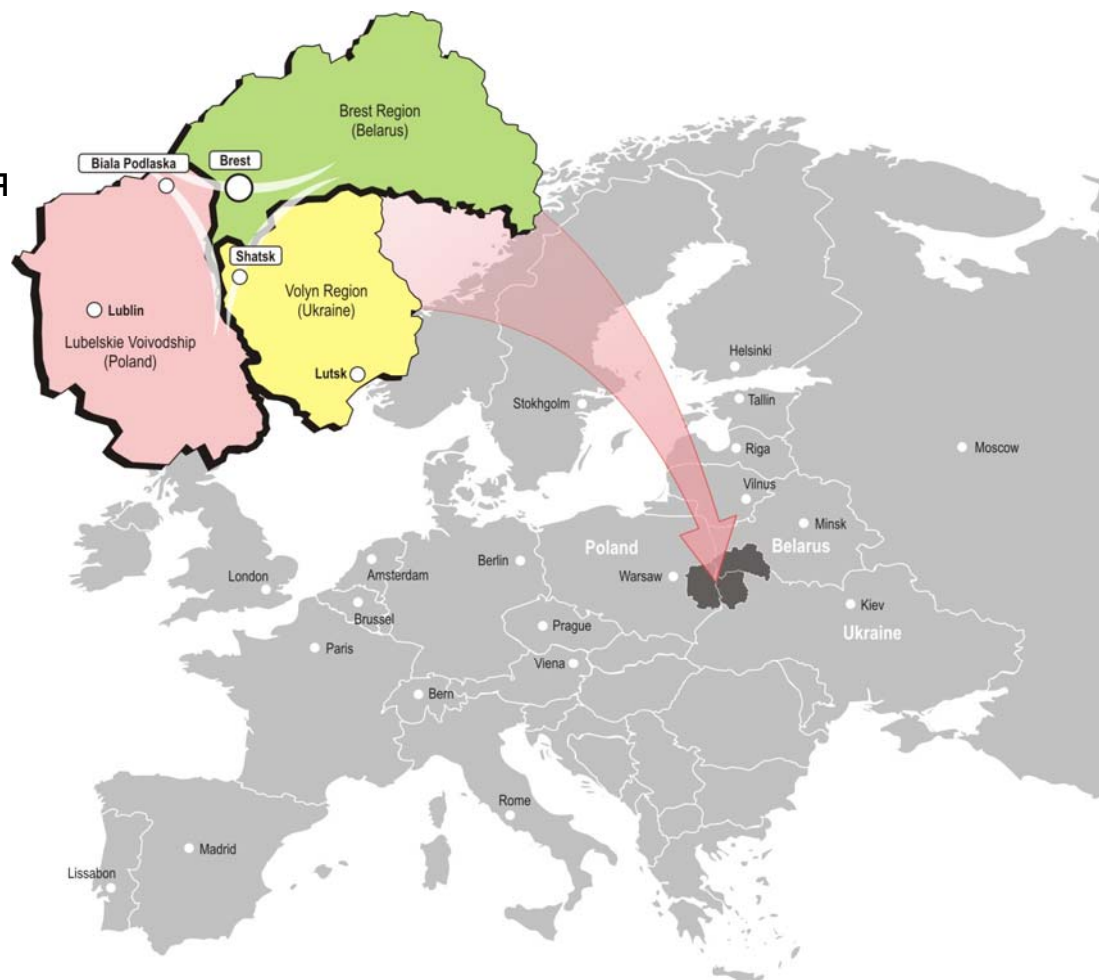 Brest Region
(Belarus)
Biala Podlaska
Brest
я
Shatsk
Volyn Region
(Ukraine)
Lublin
Lubelskie Voivodship
(Poland)
Lutsk
Helsinki
Stokholm
Tallin
Riga
Moscow
Vilnus
Minsk
Poland
Belarus
Berlin
Amsterdam
London
Warsaw
Brussel
Kiev
Prague
Ukraine
Paris
Viena
Bern
Rome
Madrid
Lissabon